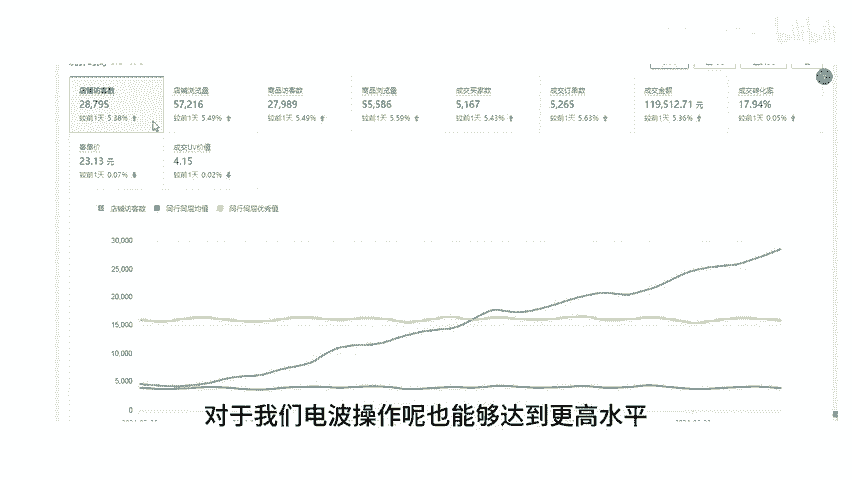 bilibili
店铺访客数 店铺浏览量 商品访客数 商品浏览量 成交买家数 成交订单数 成交金额 成交转化率
28,795 57,216 27,989 55,586 5,167 5,265 119,512.71 元 17.94%
较前1天 5.38% 较前1天 5.49% 较前1天 5.49% 较前1天 5.59% 较前1天 5.43% 较前1天 5.63% 较前1天 5.36% 较前1天 0.05%
客单价 成交UV价值
23.13 元 4.15
较前1天 0.07% 较前1天 0.02%
店铺访客数 同行同层均值 同行同层优秀值
30,000
25,000
20,000
15,000
10,000
5,000
0
对于我们电波操作呢也能够达到更高水平